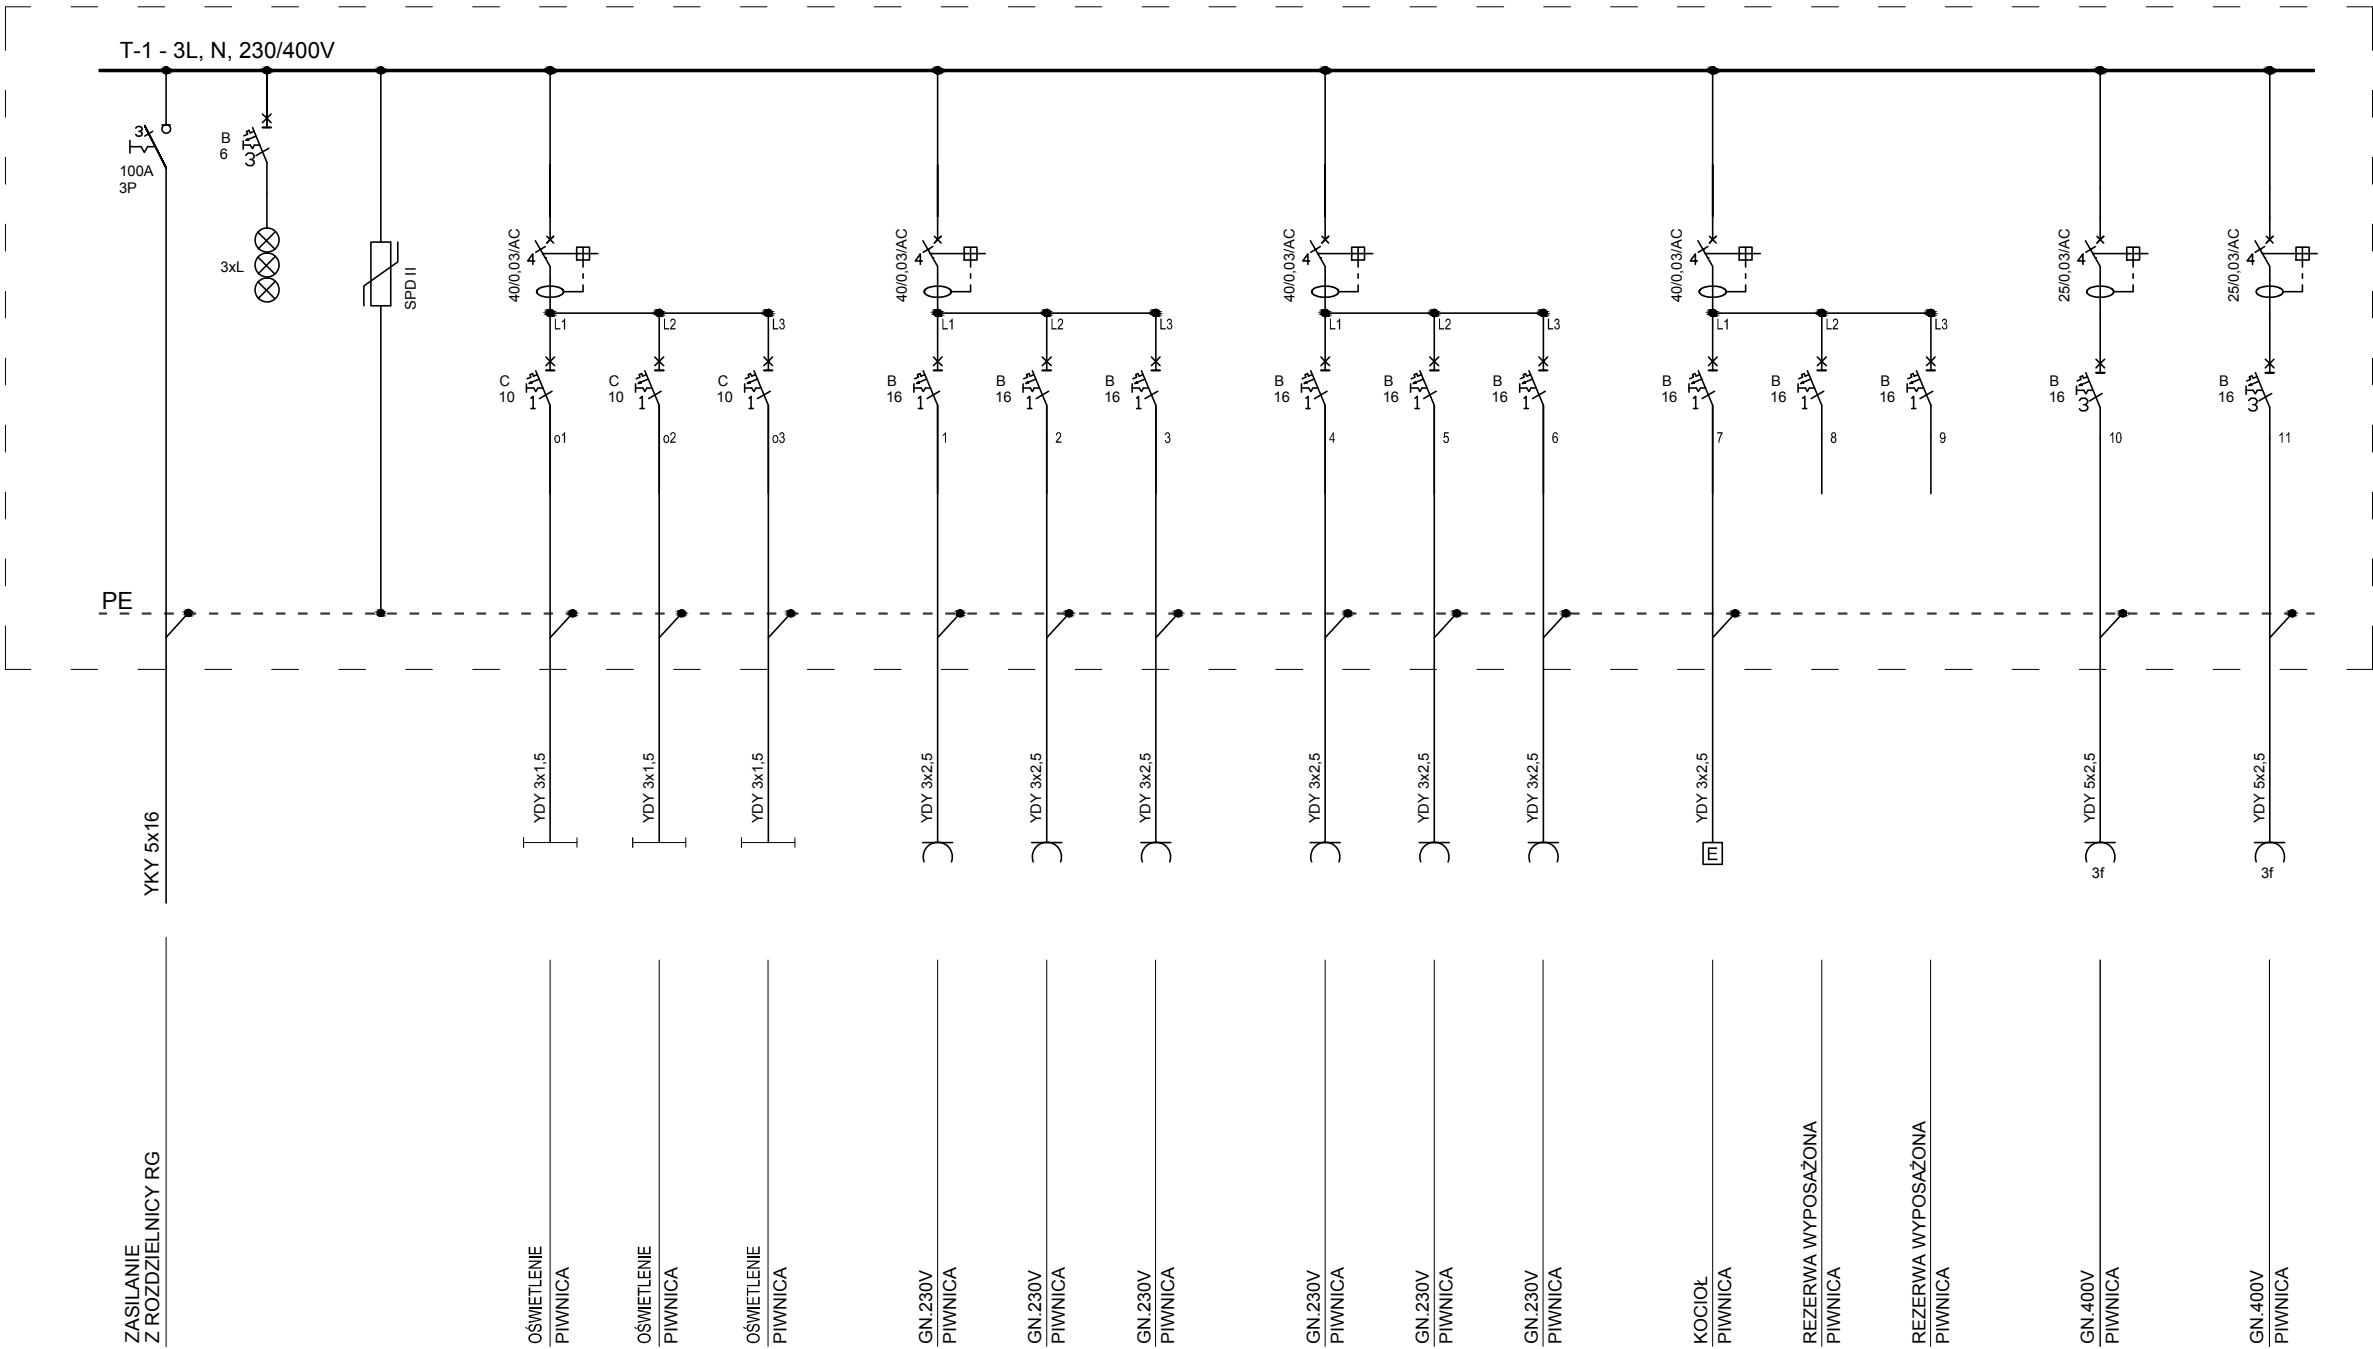 T-1 - 3L, N, 230/400V
3
100A
3P
B
6
3
3xL
SPD II
40/0,03/AC
4
40/0,03/AC
4
40/0,03/AC
4
40/0,03/AC
4
25/0,03/AC
4
25/0,03/AC
4
L1
L2
L3
L1
L2
L3
L1
L2
L3
L1
L2
L3
C
10
1
C
10
1
C
10
1
B
16
1
B
16
1
B
16
1
B
16
1
B
16
1
B
16
1
B
16
1
B
16
1
B
16
1
B
16
3
B
16
3
o1
o2
o3
1
2
3
4
5
6
7
8
9
10
11
PE
YKY 5x16
YDY 3x1,5
YDY 3x1,5
YDY 3x1,5
YDY 3x2,5
YDY 3x2,5
YDY 3x2,5
YDY 3x2,5
YDY 3x2,5
YDY 3x2,5
YDY 3x2,5
YDY 5x2,5
YDY 5x2,5
E
3f
3f
ZASILANIE
Z ROZDZIELNICY RG
OŚWIETLENIE
PIWNICA
OŚWIETLENIE
PIWNICA
OŚWIETLENIE
PIWNICA
GN.230V
PIWNICA
GN.230V
PIWNICA
GN.230V
PIWNICA
GN.230V
PIWNICA
GN.230V
PIWNICA
GN.230V
PIWNICA
KOCIOŁ
PIWNICA
REZERWA WYPOSAŻONA
PIWNICA
REZERWA WYPOSAŻONA
PIWNICA
GN.400V
PIWNICA
GN.400V
PIWNICA